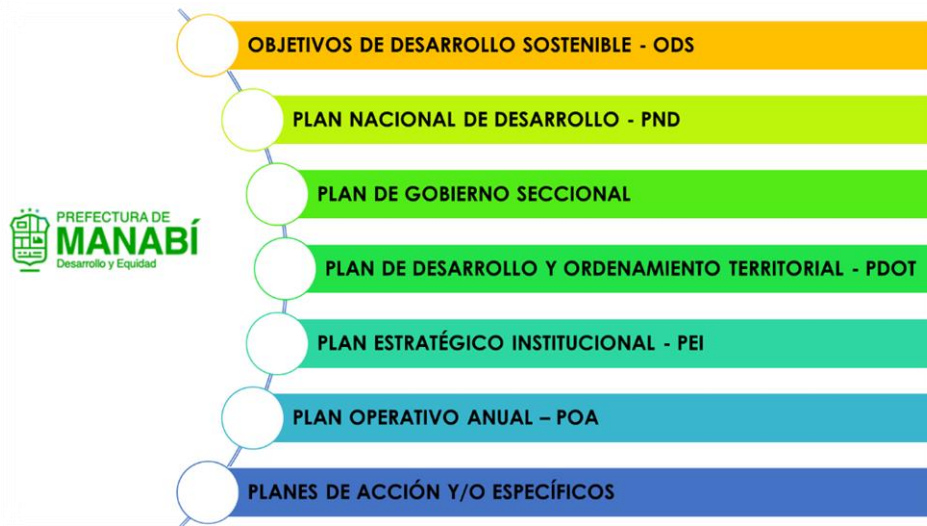 OBJETIVOS DE DESARROLLO SOSTENIBLE - ODS
PLAN NACIONAL DE DESARROLLO - PND
PLAN DE GOBIERNO SECCIONAL
PREFECTURA DE
MANABÍ
Desarrollo y Equidad
PLAN DE DESARROLLO Y ORDENAMIENTO TERRITORIAL - PDOT
PLAN ESTRATÉGICO INSTITUCIONAL - PEI
PLAN OPERATIVO ANUAL – POA
PLANES DE ACCIÓN Y/O ESPECÍFICOS